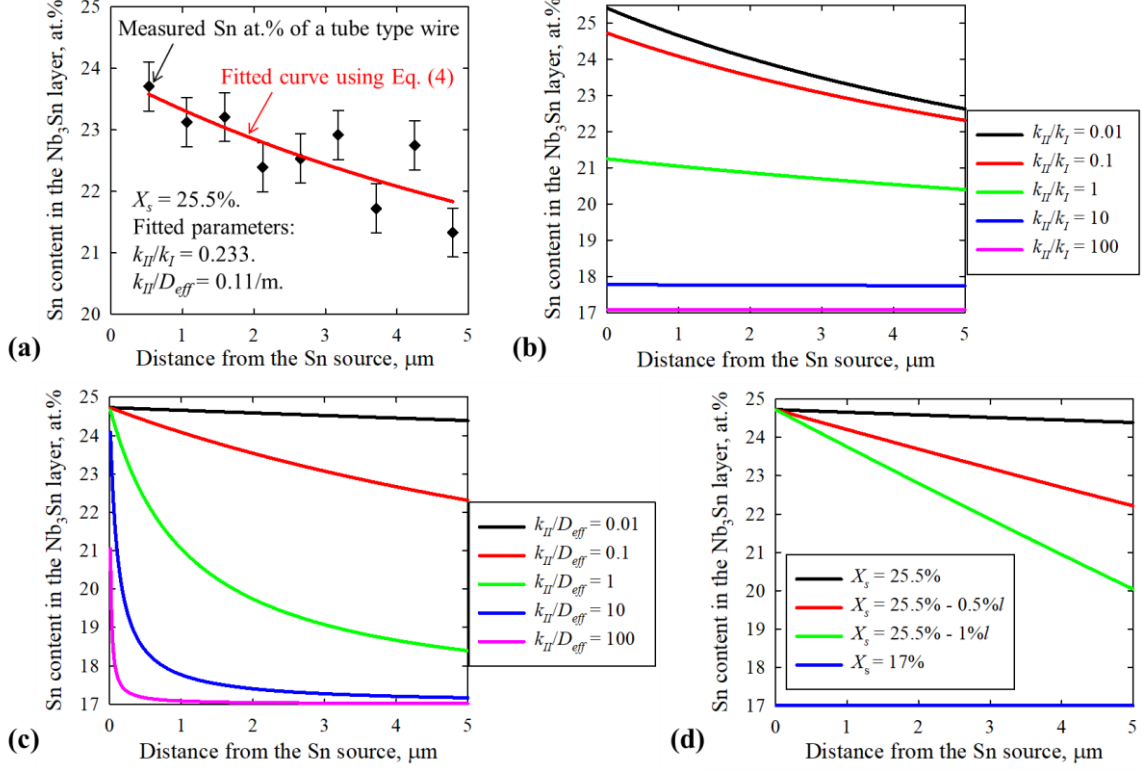 Sn content in the Nb3Sn layer, at.%
25
24
23
22
21
20
Measured Sn at.% of a tube type wire
Fitted curve using Eq. (4)
Xs = 25.5%.
Fitted parameters:
kII/kI = 0.233.
kII/Deff = 0.11/m.
0 1 2 3 4 5
(a)
Distance from the Sn source, μm
Sn content in the Nb3Sn layer, at.%
25
24
23
22
21
20
19
18
17
kII/kI = 0.01
kII/kI = 0.1
kII/kI = 1
kII/kI = 10
kII/kI = 100
0 1 2 3 4 5
(b)
Distance from the Sn source, μm
Sn content in the Nb3Sn layer, at.%
25
24
23
22
21
20
19
18
17
kII/Deff = 0.01
kII/Deff = 0.1
kII/Deff = 1
kII/Deff = 10
kII/Deff = 100
0 1 2 3 4 5
(c)
Distance from the Sn source, μm
Sn content in the Nb3Sn layer, at.%
25
24
23
22
21
20
19
18
17
Xs = 25.5%
Xs = 25.5% - 0.5%l
Xs = 25.5% - 1%l
Xs = 17%
0 1 2 3 4 5
(d)
Distance from the Sn source, μm